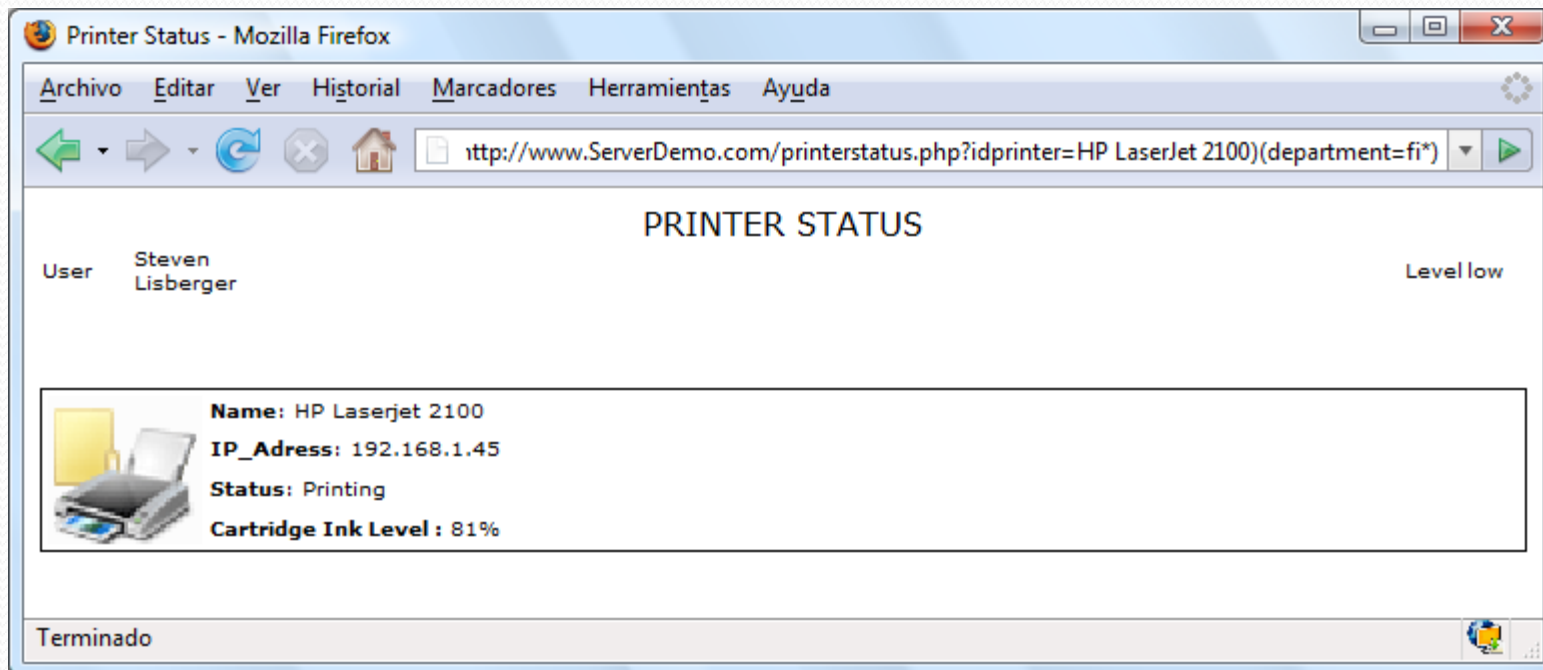 Printer Status - Mozilla Firefox
Archivo Editar Ver Historial Marcadores Herramientas Ayuda
ttp://www.ServerDemo.com/printerstatus.php?idprinter=HP LaserJet 2100)(department=fi*)
PRINTER STATUS
User
Steven
Lisberger
Level low
Name: HP Laserjet 2100
IP_Adress: 192.168.1.45
Status: Printing
Cartridge Ink Level : 81%
Terminado